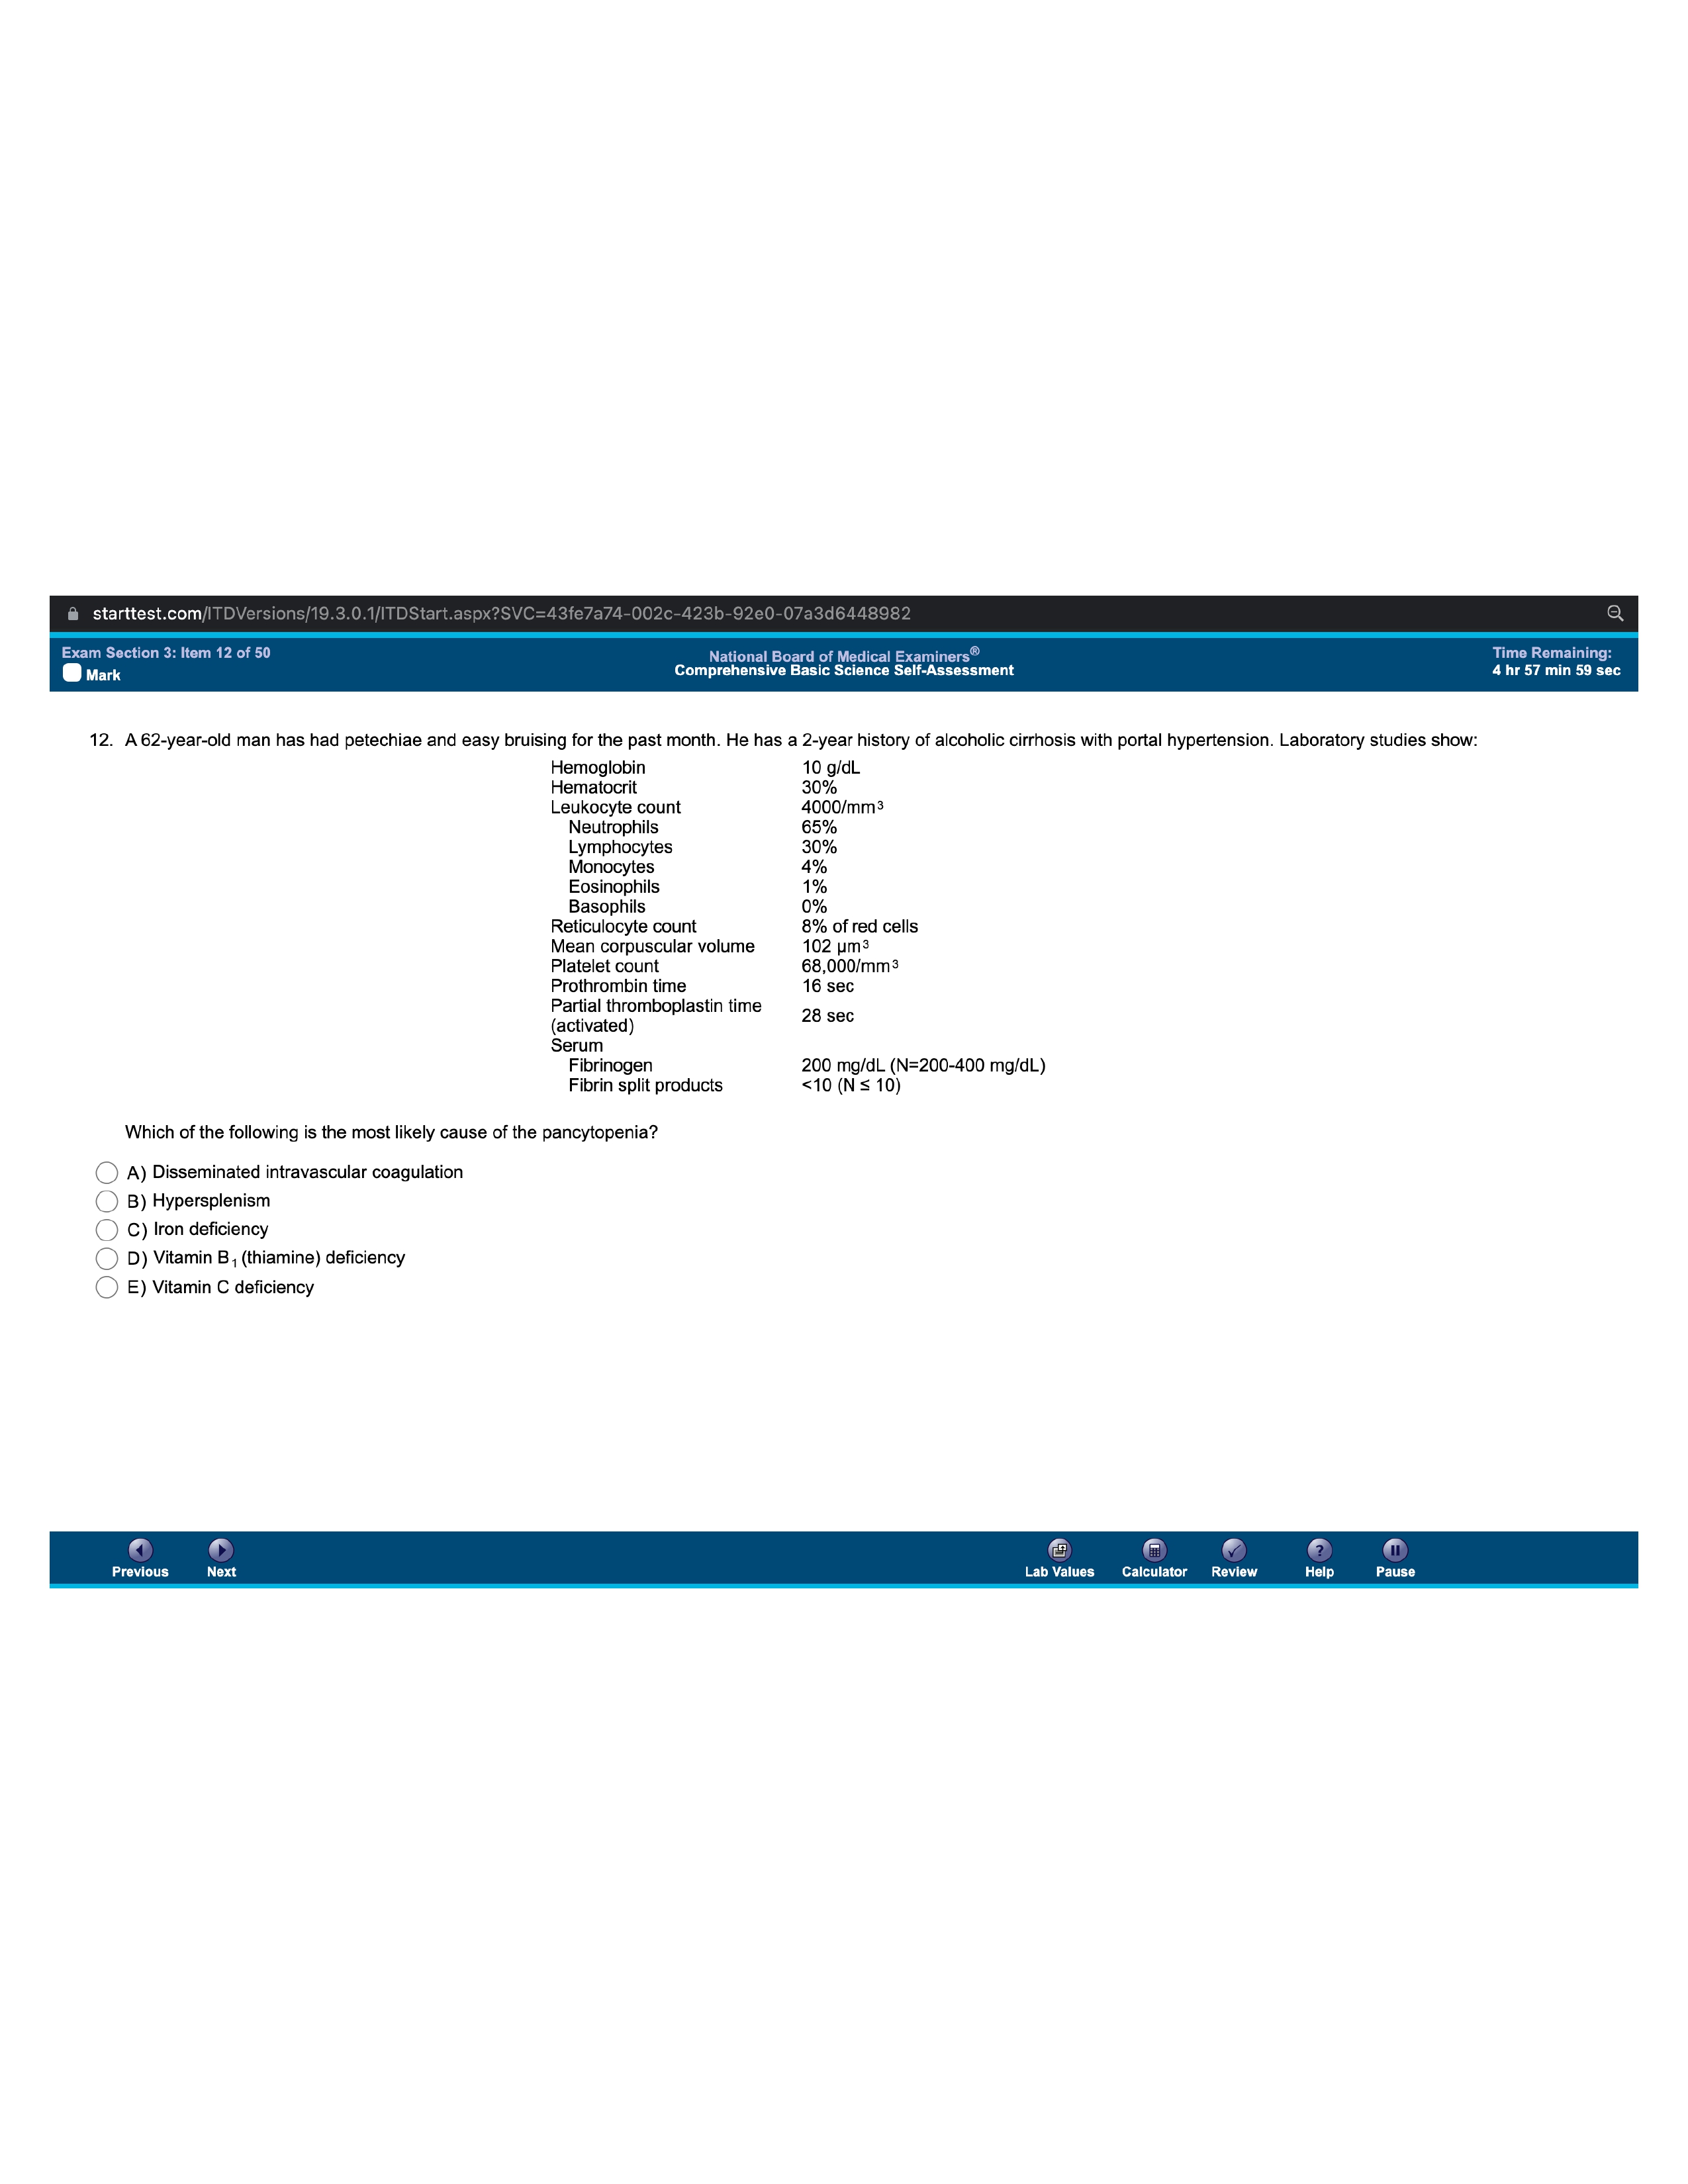 starttest.com/ITDVersions/19.3.0.1/ITDStart.aspx?SVC=43fe7a74-002c-423b-92e0-07a3d6448982
Exam Section 3: Item 12 of 50
Mark
National Board of Medical Examiners®
Comprehensive Basic Science Self-Assessment
Time Remaining:
4 hr 57 min 59 sec
12. A 62-year-old man has had petechiae and easy bruising for the past month. He has a 2-year history of alcoholic cirrhosis with portal hypertension. Laboratory studies show:
Hemoglobin 10 g/dL
Hematocrit 30%
Leukocyte count 4000/mm³
Neutrophils 65%
Lymphocytes 30%
Monocytes 4%
Eosinophils 1%
Basophils 0%
Reticulocyte count 8% of red cells
Mean corpuscular volume 102 μm³
Platelet count 68,000/mm³
Prothrombin time 16 sec
Partial thromboplastin time
(activated) 28 sec
Serum
Fibrinogen 200 mg/dL (N=200-400 mg/dL)
Fibrin split products <10 (N ≤ 10)
Which of the following is the most likely cause of the pancytopenia?
A) Disseminated intravascular coagulation
B) Hypersplenism
C) Iron deficiency
D) Vitamin B₁ (thiamine) deficiency
E) Vitamin C deficiency
Previous Next Lab Values Calculator Review Help Pause